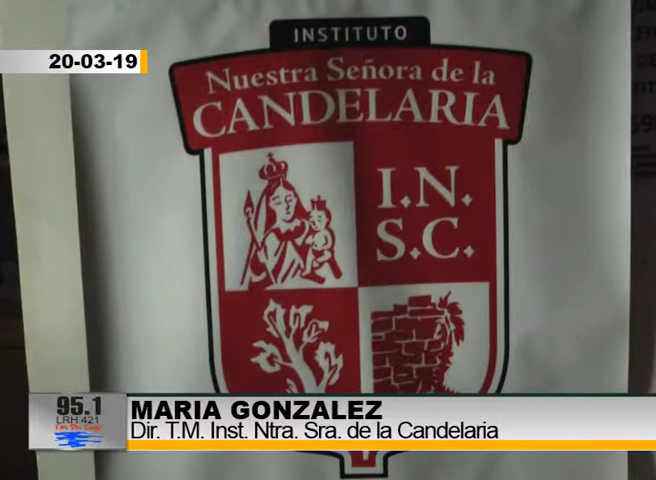 20-03-19
INSTITUTO
Nuestra Señora de la
CANDELARIA
I.N.
S.C.
95.1
LRH 421
MARIA GONZALEZ
Dir. T.M. Inst. Ntra. Sra. de la Candelaria